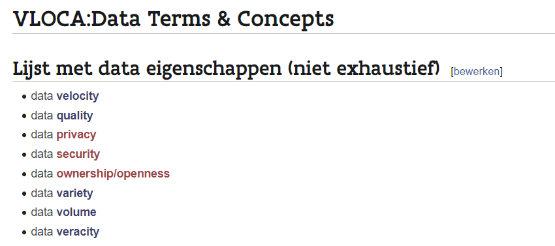 VLOCA:Data Terms & Concepts
Lijst met data eigenschappen (niet exhaustief) [bewerken]
data velocity
data quality
data privacy
data security
data ownership/openness
data variety
data volume
data veracity